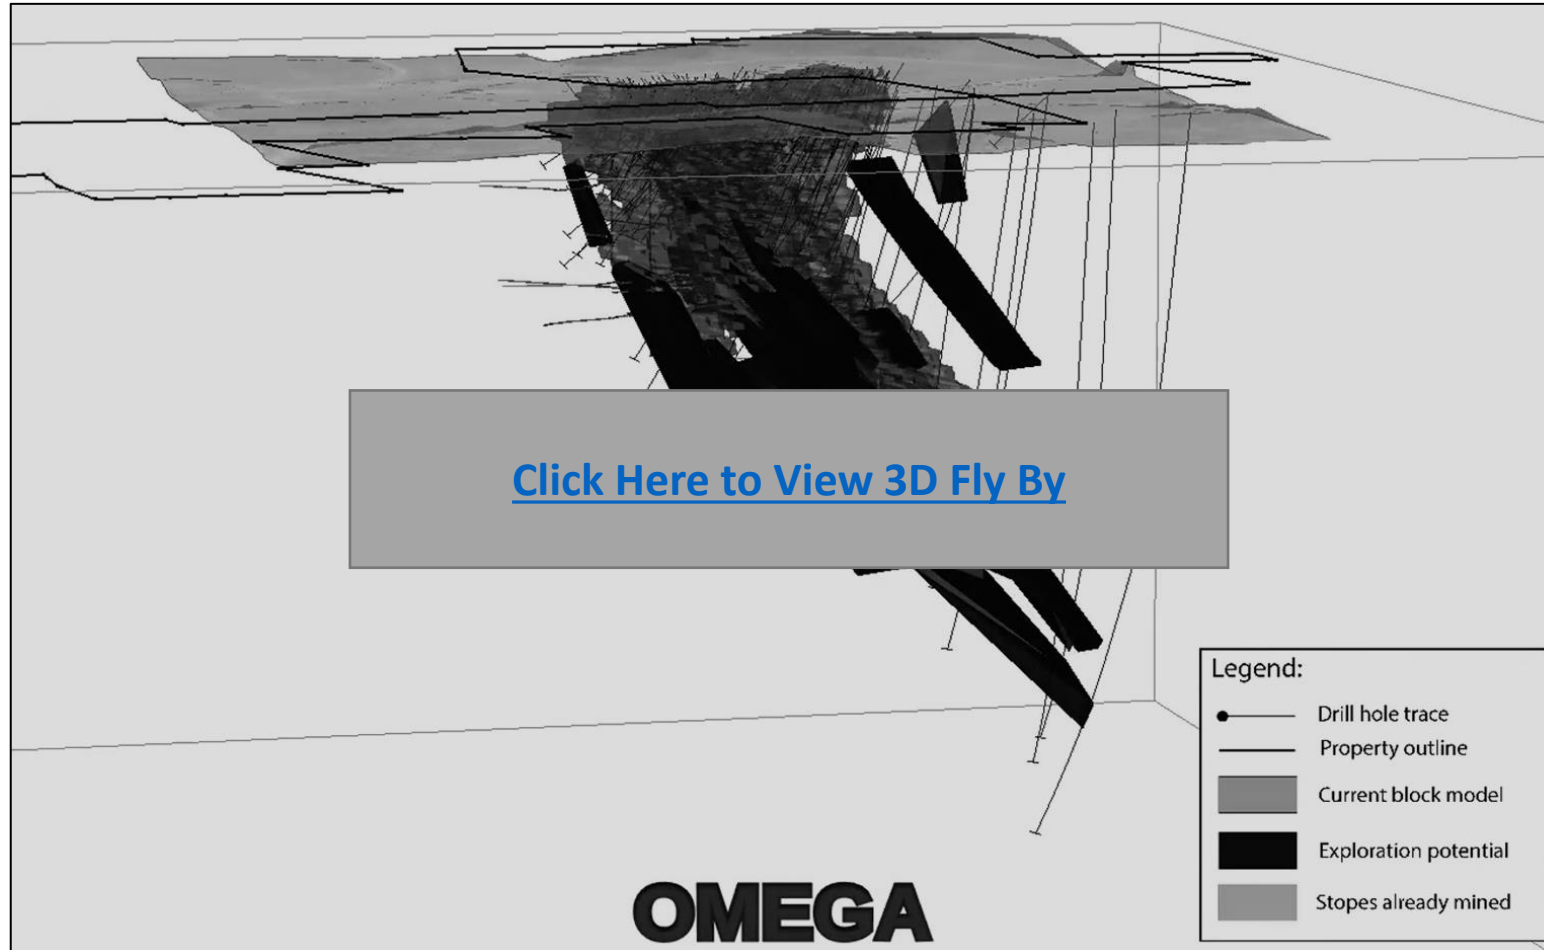 Click Here to View 3D Fly By
Legend:
Drill hole trace
Property outline
Current block model
Exploration potential
Stopes already mined
OMEGA